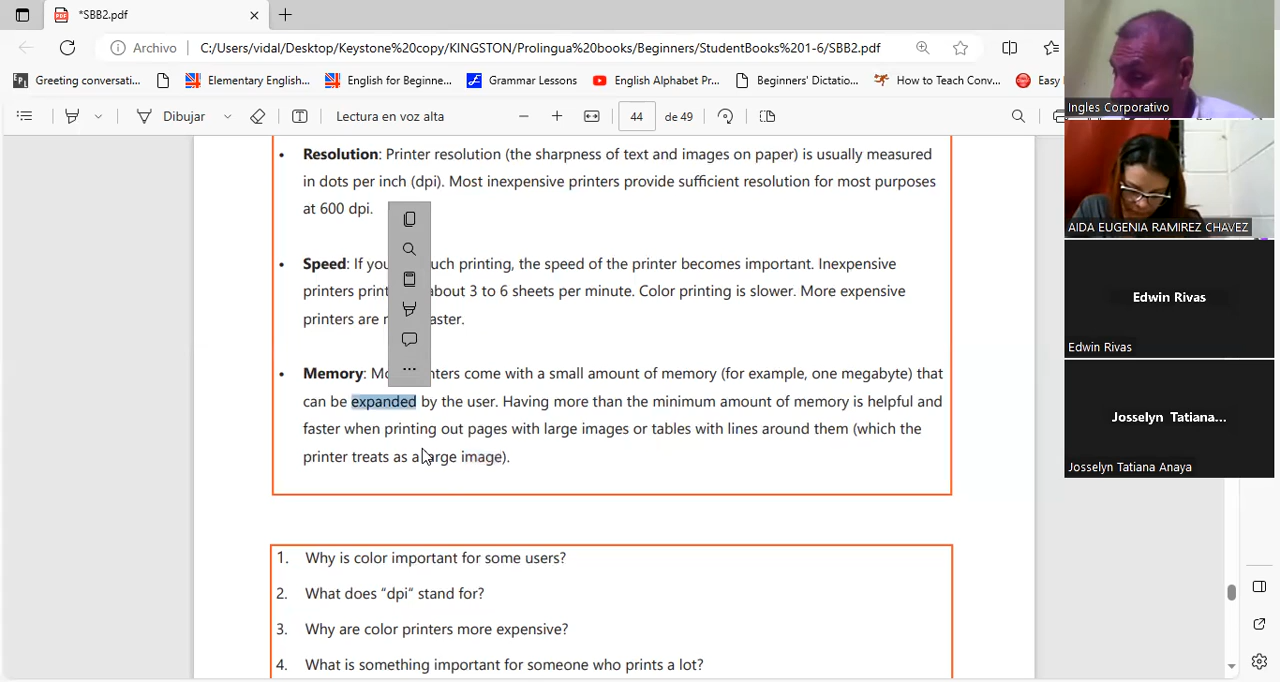 *SBB2.pdf
Archivo
C:/Users/vidal/Desktop/Keystone%20copy/KINGSTON/Prolingua%20books/Beginners/StudentBooks%201-6/SBB2.pdf
Greeting conversati...
Elementary English...
English for Beginne...
Grammar Lessons
English Alphabet Pr...
Beginners' Dictatio...
How to Teach Conv...
Easy
Dibujar
Lectura en voz alta
44
de 49
• Resolution: Printer resolution (the sharpness of text and images on paper) is usually measured
in dots per inch (dpi). Most inexpensive printers provide sufficient resolution for most purposes
at 600 dpi.
• Speed: If you uch printing, the speed of the printer becomes important. Inexpensive
printers prin about 3 to 6 sheets per minute. Color printing is slower. More expensive
printers are aster.
• Memory: Mo nters come with a small amount of memory (for example, one megabyte) that
can be expanded by the user. Having more than the minimum amount of memory is helpful and
faster when printing out pages with large images or tables with lines around them (which the
printer treats as a large image).
1. Why is color important for some users?
2. What does “dpi“ stand for?
3. Why are color printers more expensive?
4. What is something important for someone who prints a lot?
Ingles Corporativo
AIDA EUGENIA RAMIREZ CHAVEZ
Edwin Rivas
Edwin Rivas
Josselyn Tatiana...
Josselyn Tatiana Anaya